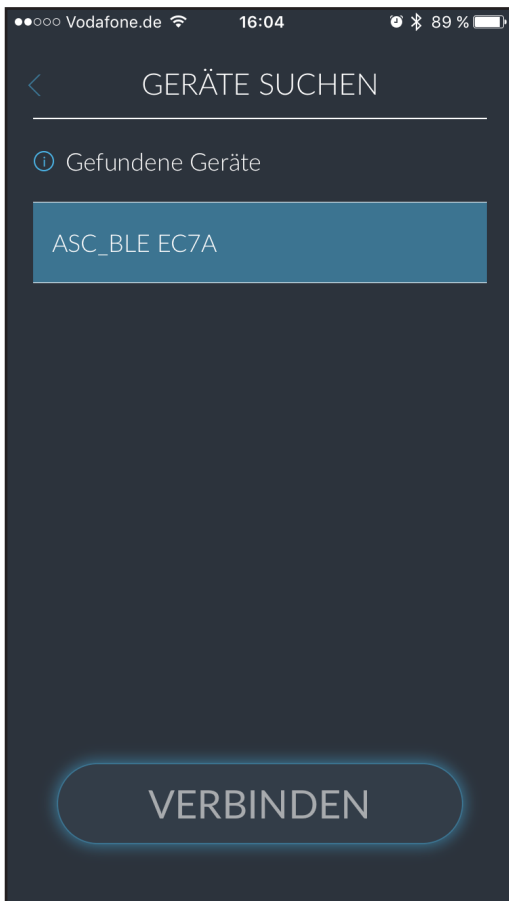 Vodafone.de 16:04 89 %
GERÄTE SUCHEN
Gefundene Geräte
ASC_BLE EC7A
VERBINDEN